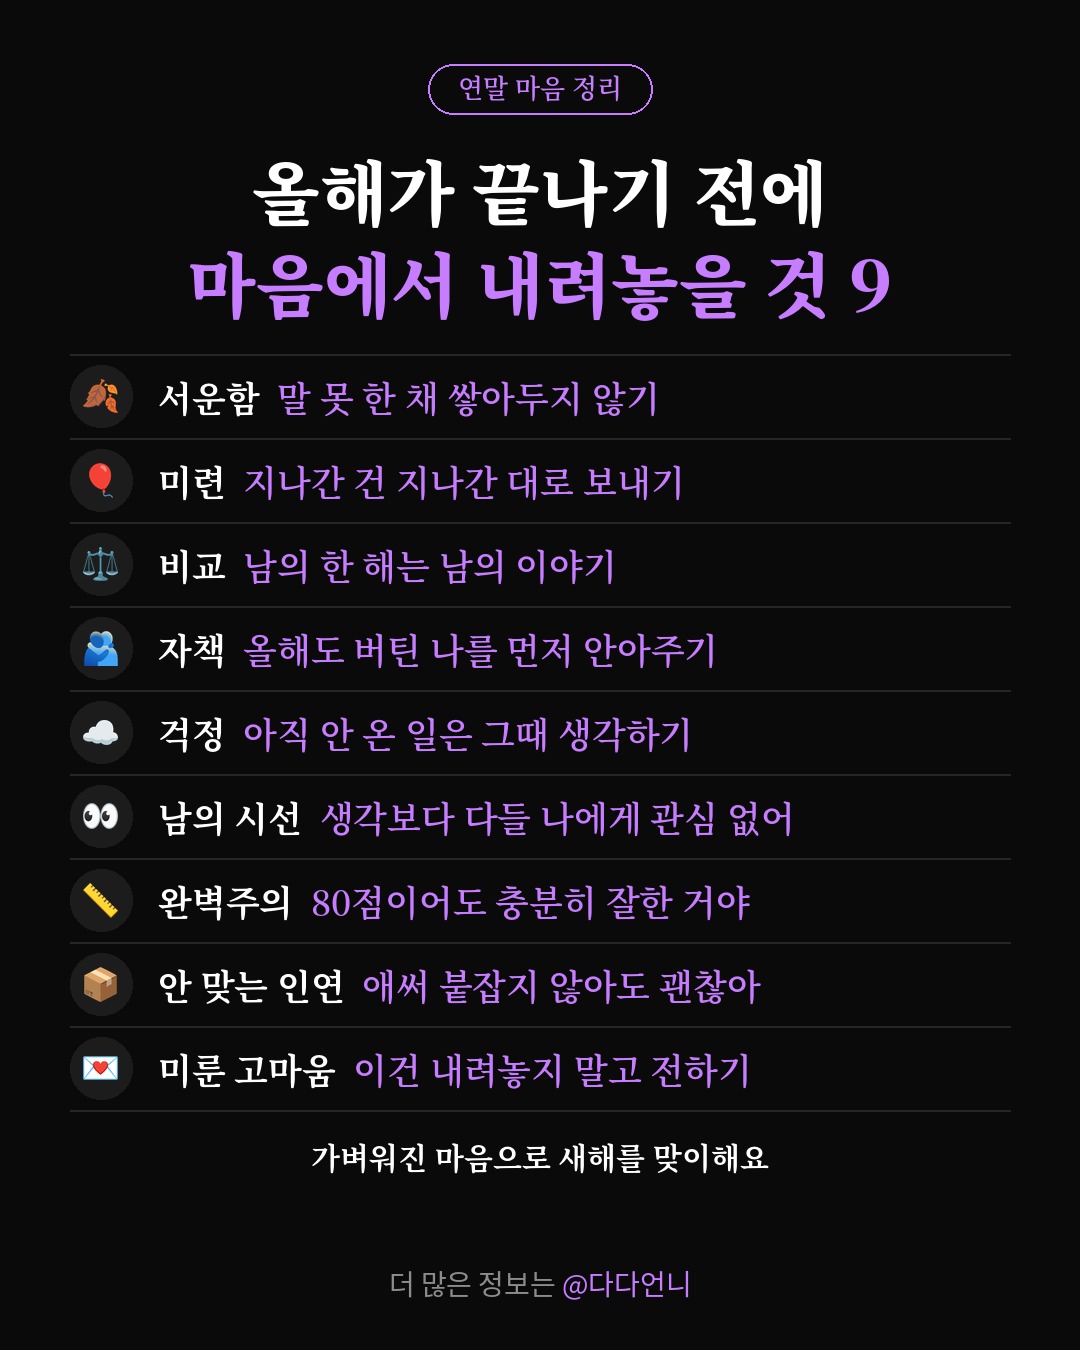 연말 마음 정리
올해가 끝나기 전에
마음에서 내려놓을 것 9
서운함 말 못 한 채 쌓아두지 않기
미련 지나간 건 지나간 대로 보내기
비교 남의 한 해는 남의 이야기
자책 올해도 버틴 나를 먼저 안아주기
걱정 아직 안 온 일은 그때 생각하기
남의 시선 생각보다 다들 나에게 관심 없어
완벽주의 80점이어도 충분히 잘한 거야
안 맞는 인연 애써 붙잡지 않아도 괜찮아
미룬 고마움 이건 내려놓지 말고 전하기
가벼워진 마음으로 새해를 맞이해요
더 많은 정보는 @다다언니